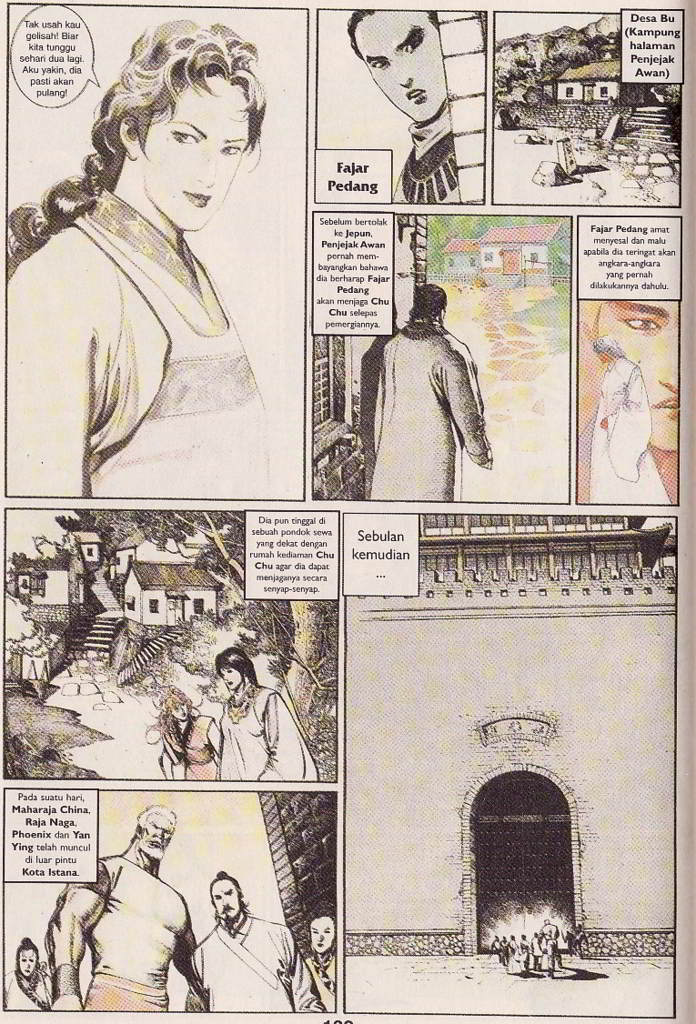 Tak usah kau
gelisah! Biar
kita tunggu
sehari dua lagi.
Aku yakin, dia
pasti akan
pulang!
Fajar
Pedang
Desa Bu
(Kampung
halaman
Penjejak
Awan)
Sebelum bertolak
ke Jepun,
Penjejak Awan
pernah mem-
bayangkan bahawa
dia berharap Fajar
Pedang
akan menjaga Chu
Chu selepas
pemergiannya.
Fajar Pedang amat
menyesal dan malu
apabila dia teringat akan
angkara-angkara
yang pernah
dilakukannya dahulu.
Dia pun tinggal di
sebuah pondok sewa
yang dekat dengan
rumah kediaman Chu
Chu agar dia dapat
menjaganya secara
senyap-senyap.
Sebulan
kemudian
...
Pada suatu hari,
Maharaja China,
Raja Naga,
Phoenix dan Yan
Ying telah muncul
di luar pintu
Kota Istana.